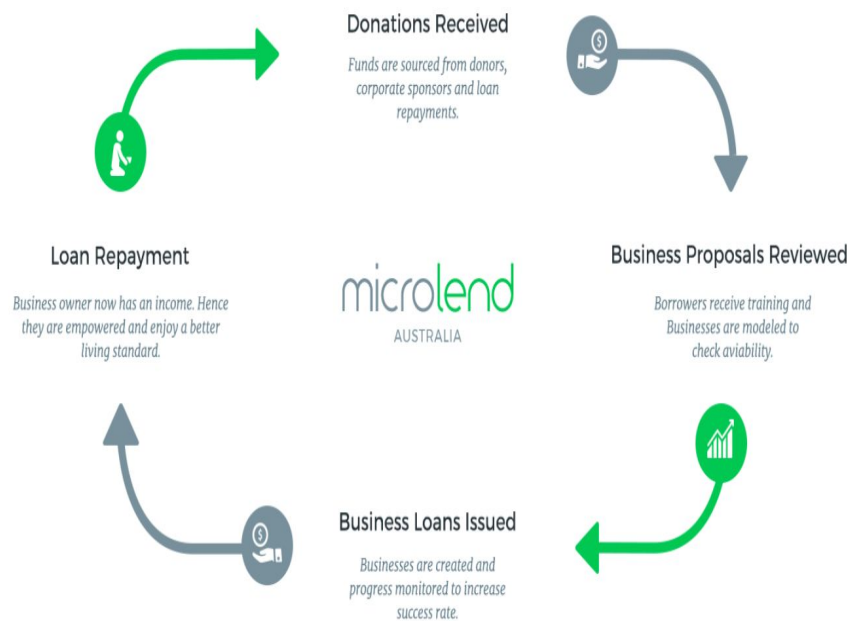 Donations Received
Funds are sourced from donors,
corporate sponsors and loan
repayments.
Business Proposals Reviewed
Borrowers receive training and
Businesses are modeled to
check aviability.
Business Loans Issued
Businesses are created and
progress monitored to increase
success rate.
Loan Repayment
Business owner now has an income. Hence
they are empowered and enjoy a better
living standard.
microlend
AUSTRALIA
$
$